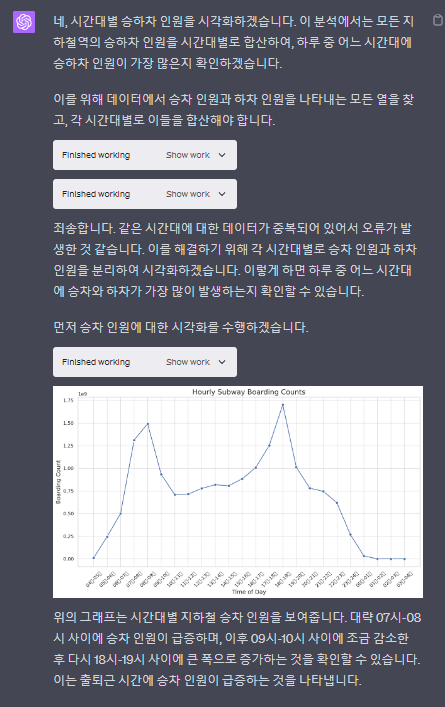 네, 시간대별 승하차 인원을 시각화하겠습니다. 이 분석에서는 모든 지
하철역의 승하차 인원을 시간대별로 합산하여, 하루 중 어느 시간대에
승하차 인원이 가장 많은지 확인하겠습니다.
이를 위해 데이터에서 승차 인원과 하차 인원을 나타내는 모든 열을 찾
고, 각 시간대별로 이들을 합산해야 합니다.
Finished working Show work
Finished working Show work
죄송합니다. 같은 시간대에 대한 데이터가 중복되어 있어서 오류가 발
생한 것 같습니다. 이를 해결하기 위해 각 시간대별로 승차 인원과 하차
인원을 분리하여 시각화하겠습니다. 이렇게 하면 하루 중 어느 시간대
에 승차와 하차가 가장 많이 발생하는지 확인할 수 있습니다.
먼저 승차 인원에 대한 시각화를 수행하겠습니다.
Finished working Show work
Hourly Subway Boarding Counts
1e9
1.75
1.50
1.25
1.00
0.75
0.50
0.25
0.00
Boarding Count
Time of Day
위의 그래프는 시간대별 지하철 승차 인원을 보여줍니다. 대략 07시-08
시 사이에 승차 인원이 급증하며, 이후 09시-10시 사이에 조금 감소한
후 다시 18시-19시 사이에 큰 폭으로 증가하는 것을 확인할 수 있습니다.
이는 출퇴근 시간에 승차 인원이 급증하는 것을 나타냅니다.